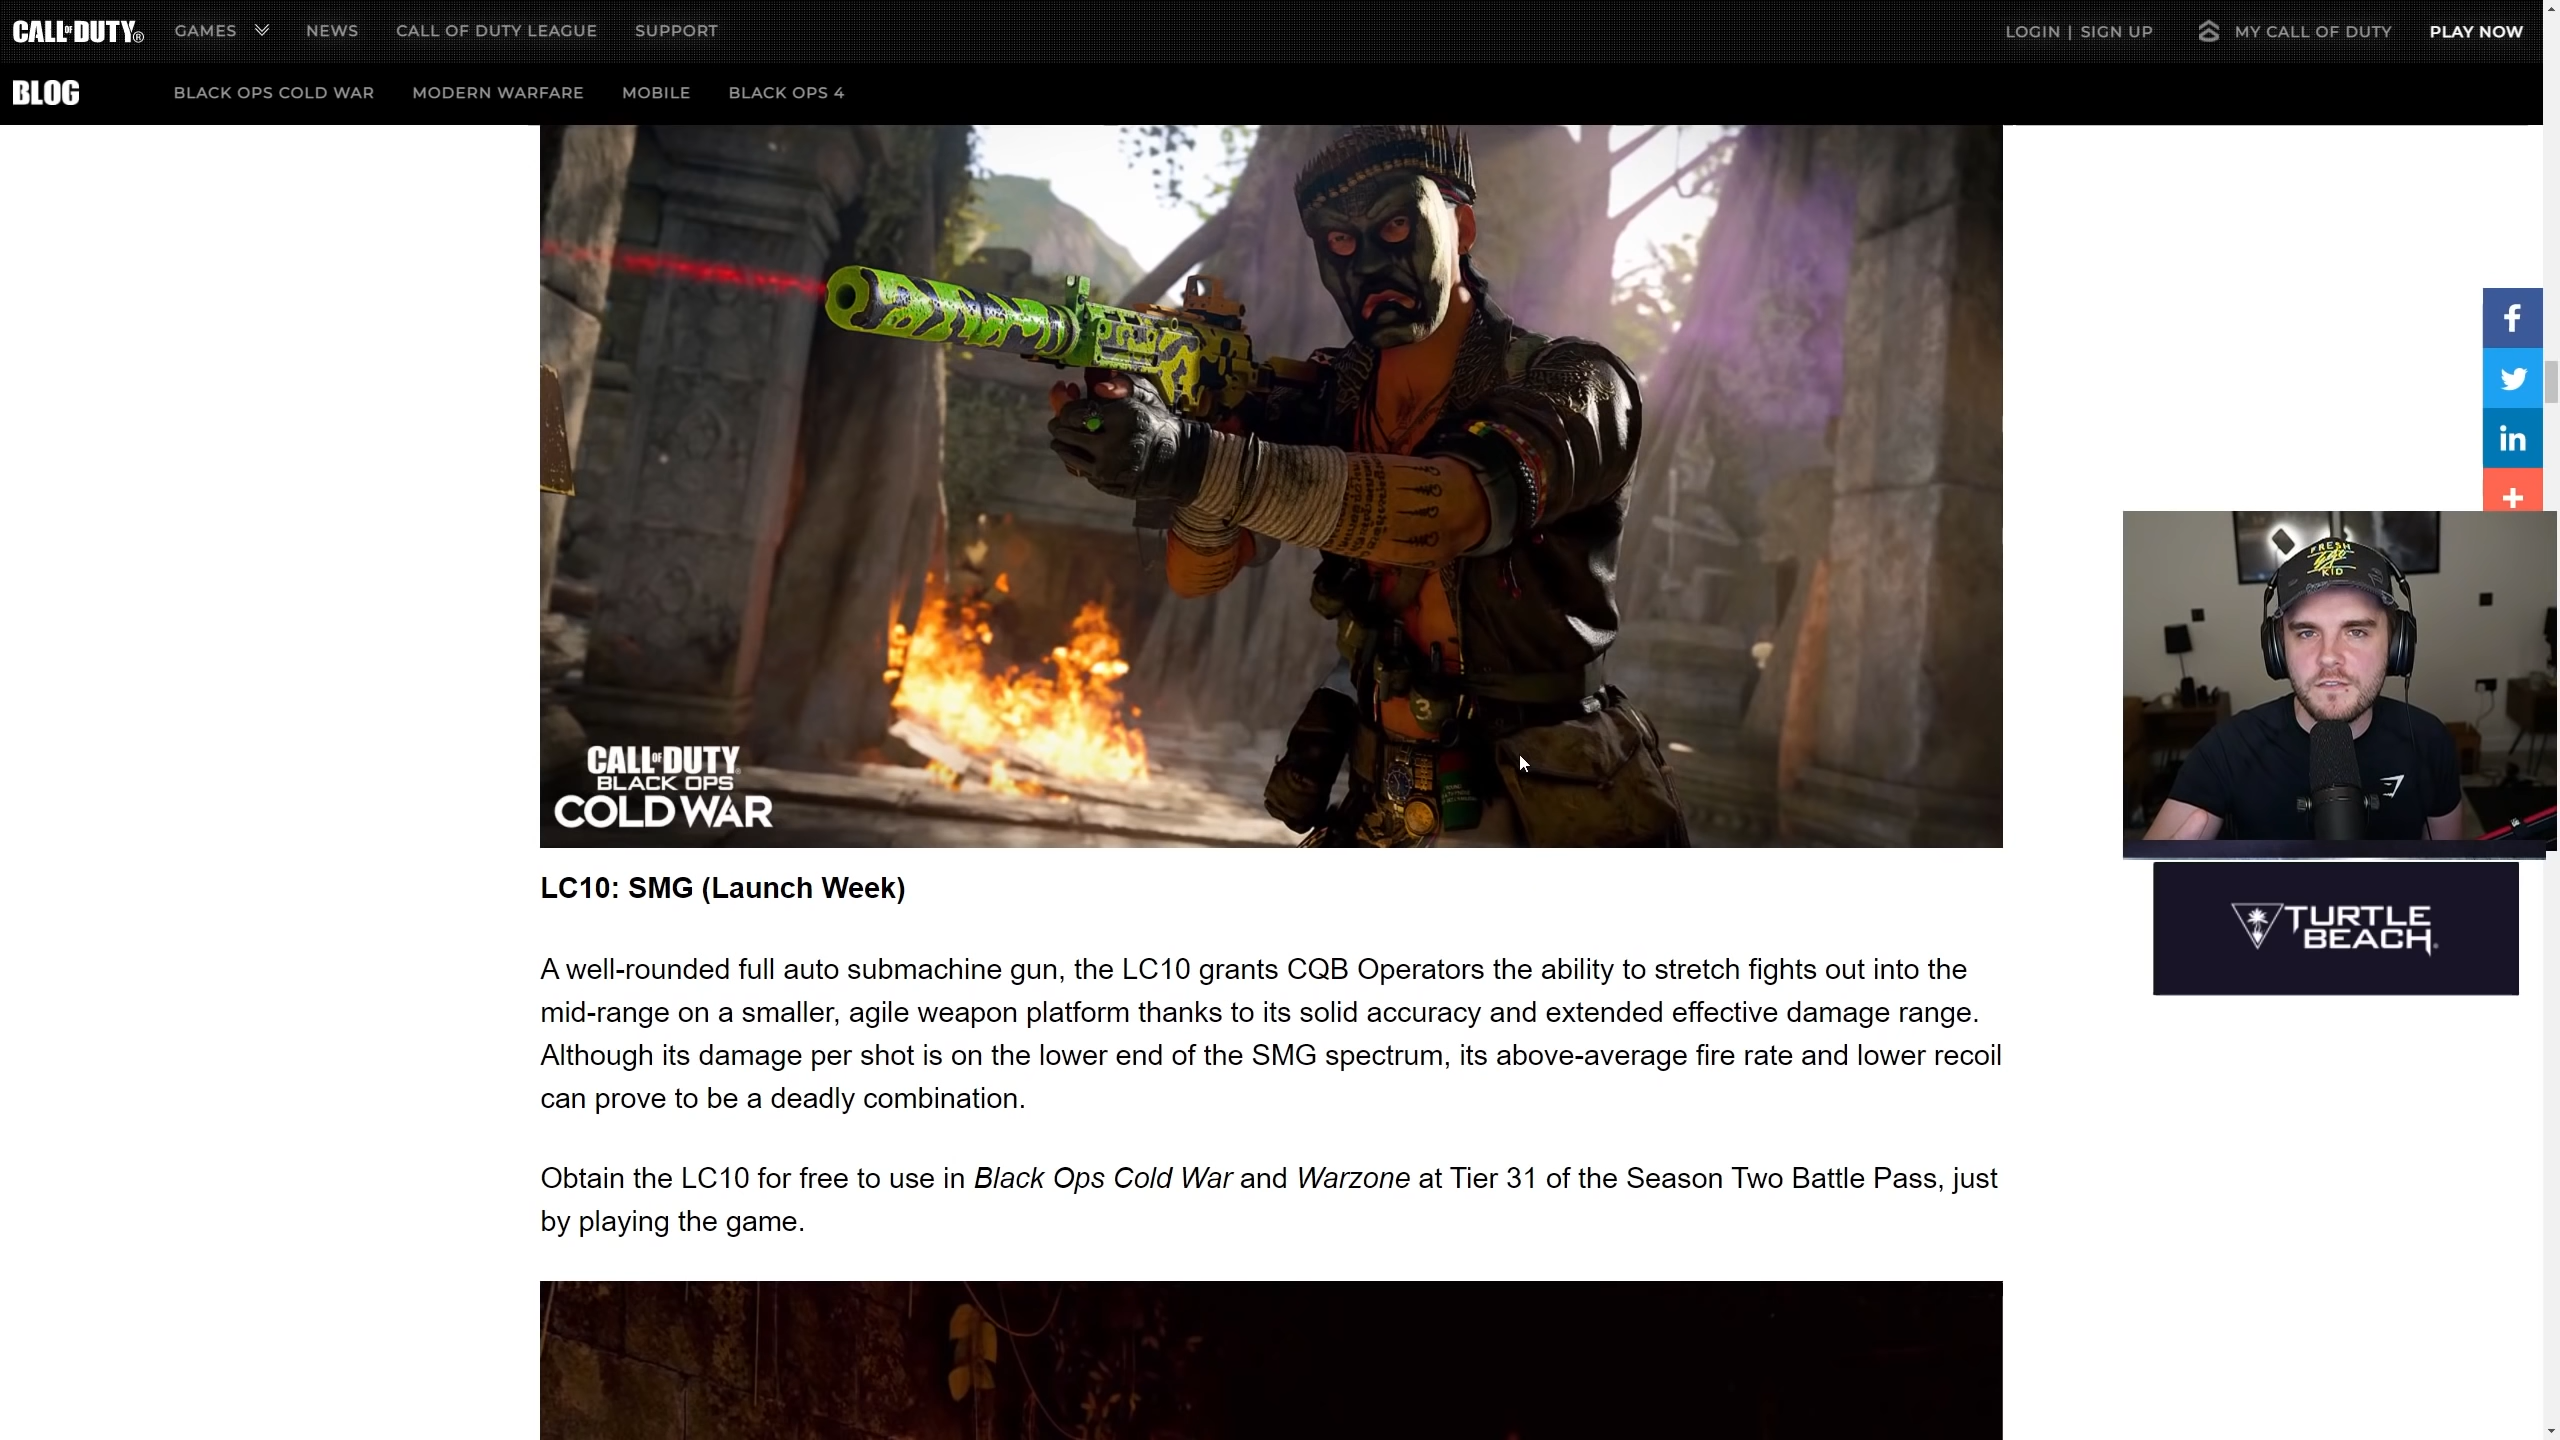 CALL OF DUTY®
GAMES
NEWS
CALL OF DUTY LEAGUE
SUPPORT
LOGIN | SIGN UP
MY CALL OF DUTY
PLAY NOW
BLOG
BLACK OPS COLD WAR
MODERN WARFARE
MOBILE
BLACK OPS 4
FRESH
KID
3
CALL OF DUTY
BLACK OPS
COLD WAR
TURTLE
BEACH
LC10: SMG (Launch Week)
A well-rounded full auto submachine gun, the LC10 grants CQB Operators the ability to stretch fights out into the
mid-range on a smaller, agile weapon platform thanks to its solid accuracy and extended effective damage range.
Although its damage per shot is on the lower end of the SMG spectrum, its above-average fire rate and lower recoil
can prove to be a deadly combination.
Obtain the LC10 for free to use in Black Ops Cold War and Warzone at Tier 31 of the Season Two Battle Pass, just
by playing the game.